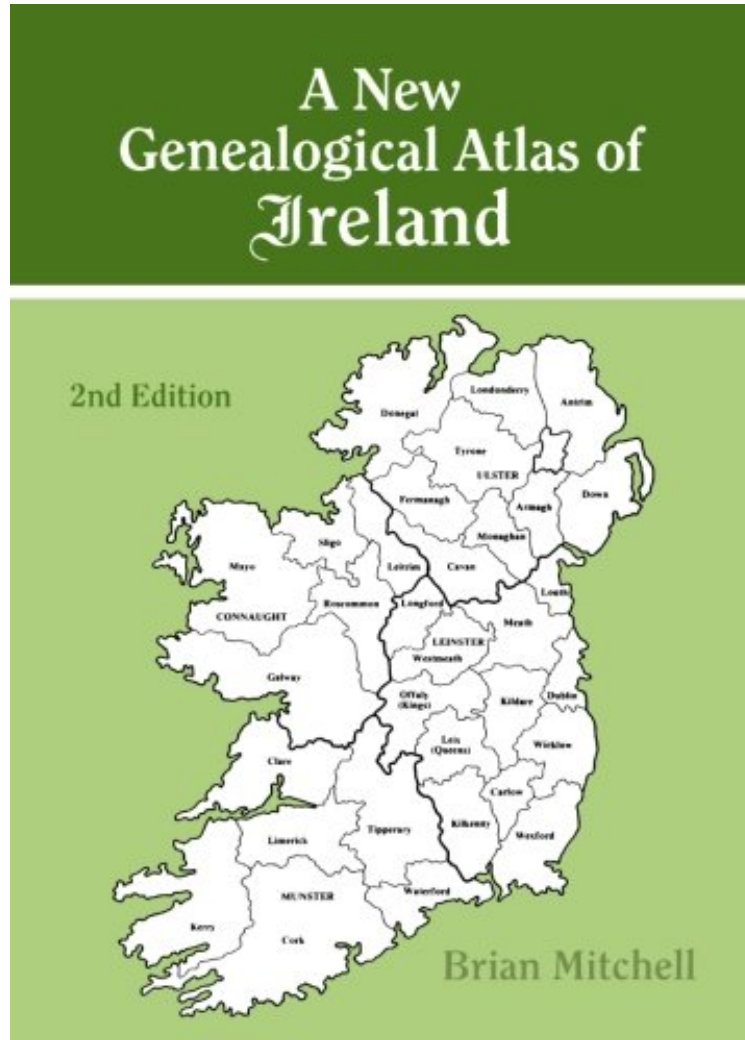 A New
Genealogical Atlas of
Ireland
2nd Edition
Londonderry
Antrim
Donegal
Tyrone
ULSTER
Fermanagh
Armagh
Down
Monaghan
Sligo
Leitrim
Cavan
Mayo
Louth
Roscommon
Longford
CONNAUGHT
Meath
LEINSTER
Westmeath
Galway
Offaly
(Kings)
Kildare
Dublin
Leix
(Queens)
Wicklow
Clare
Carlow
Kilkenny
Tipperary
Wexford
Limerick
Waterford
MUNSTER
Kerry
Cork
Brian Mitchell